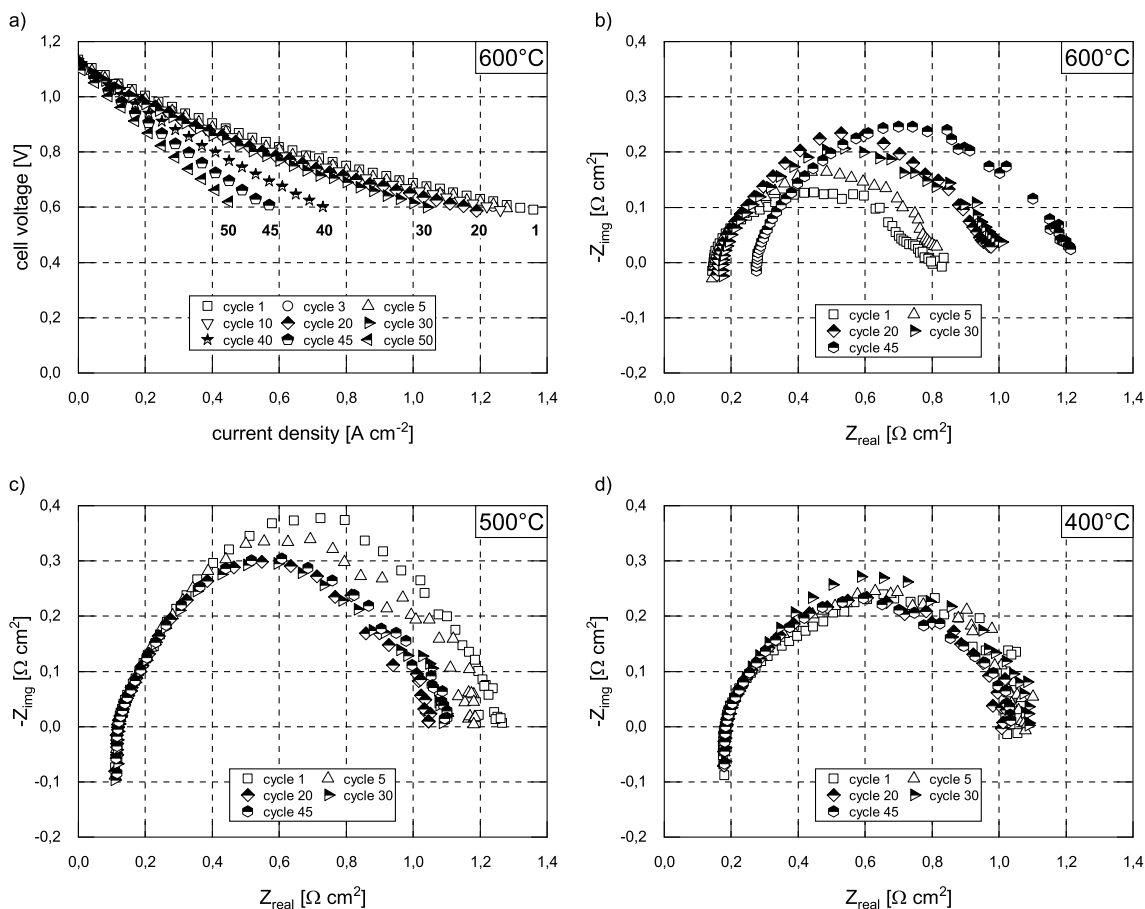 a)
600°C
1,2
1,0
0,8
0,6
0,4
0,2
0,0
cell voltage [V]
50 45 40 30 20 1
cycle 1 cycle 3 cycle 5
cycle 10 cycle 20 cycle 30
cycle 40 cycle 45 cycle 50
0,0 0,2 0,4 0,6 0,8 1,0 1,2 1,4
current density [A cm-2]
b)
600°C
0,4
0,3
0,2
0,1
0,0
-0,1
-0,2
-Zimg [Ω cm2]
cycle 1 cycle 5
cycle 20 cycle 30
cycle 45
0,0 0,2 0,4 0,6 0,8 1,0 1,2 1,4
Zreal [Ω cm2]
c)
500°C
0,4
0,3
0,2
0,1
0,0
-0,1
-0,2
-Zimg [Ω cm2]
cycle 1 cycle 5
cycle 20 cycle 30
cycle 45
0,0 0,2 0,4 0,6 0,8 1,0 1,2 1,4
Zreal [Ω cm2]
d)
400°C
0,4
0,3
0,2
0,1
0,0
-0,1
-0,2
-Zimg [Ω cm2]
cycle 1 cycle 5
cycle 20 cycle 30
cycle 45
0,0 0,2 0,4 0,6 0,8 1,0 1,2 1,4
Zreal [Ω cm2]